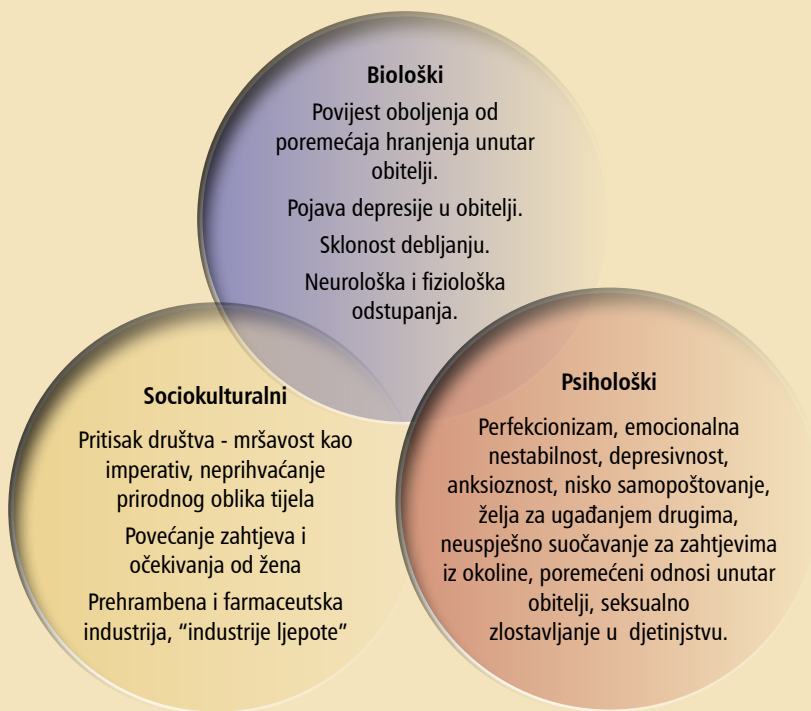 Biološki
Povijest oboljenja od
poremećaja hranjenja unutar
obitelji.
Pojava depresije u obitelji.
Sklonost debljanju.
Neurološka i fiziološka
odstupanja.
Sociokulturalni
Pritisak društva - mršavost kao
imperativ, neprihvaćanje
prirodnog oblika tijela
Povećanje zahtjeva i
očekivanja od žena
Prehrambena i farmaceutska
industrija, “industrije ljepote”
Psihološki
Perfekcionizam, emocionalna
nestabilnost, depresivnost,
anksioznost, nisko samopoštovanje,
želja za ugađanjem drugima,
neuspješno suočavanje za zahtjevima
iz okoline, poremećeni odnosi unutar
obitelji, seksualno
zlostavljanje u djetinjstvu.